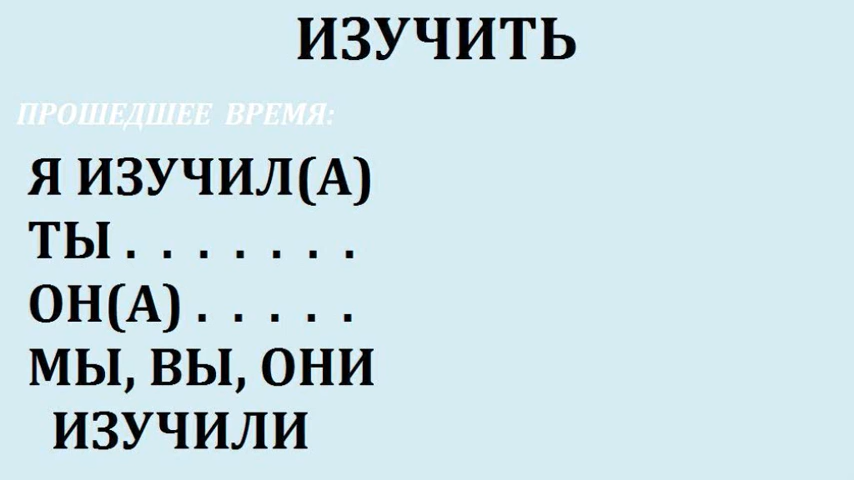 ИЗУЧИТЬ
ПРОШЕДШЕЕ ВРЕМЯ:
Я ИЗУЧИЛ(А)
ТЫ . . . . . . .
ОН(А) . . . . .
МЫ, ВЫ, ОНИ
ИЗУЧИЛИ